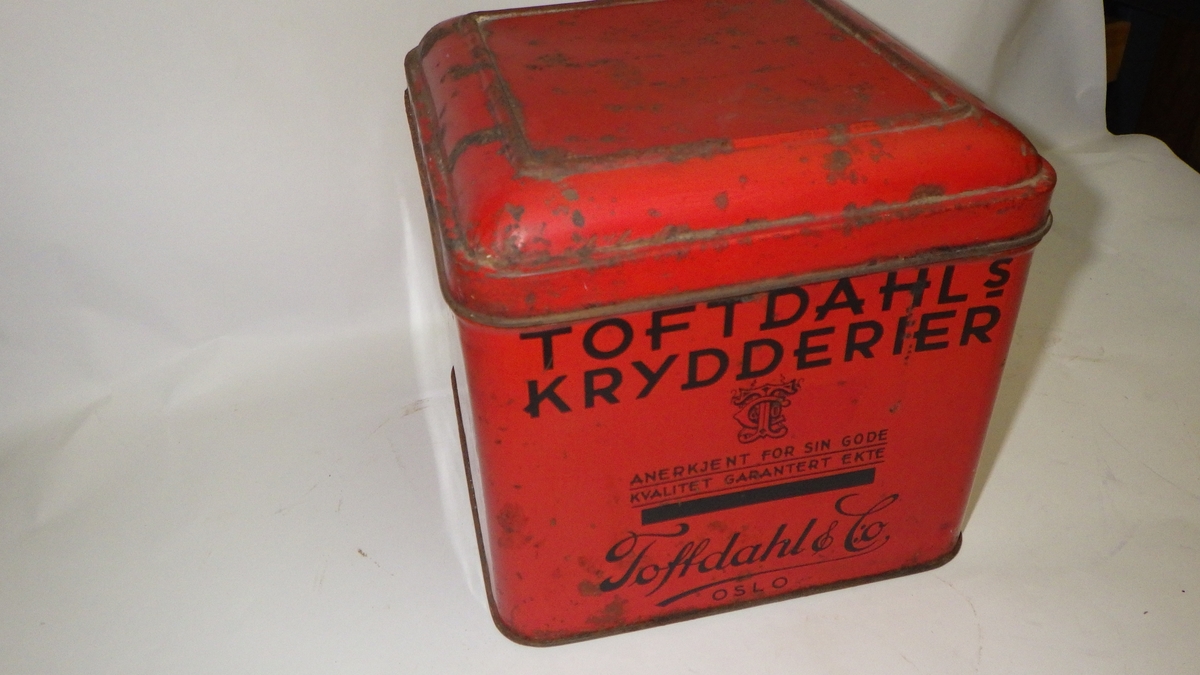 TOFTDAHLS
KRYDDERIER
ANERKJENT FOR SIN GODE
KVALITET GARANTERT EKTE
Toftdahl & Co
OSLO